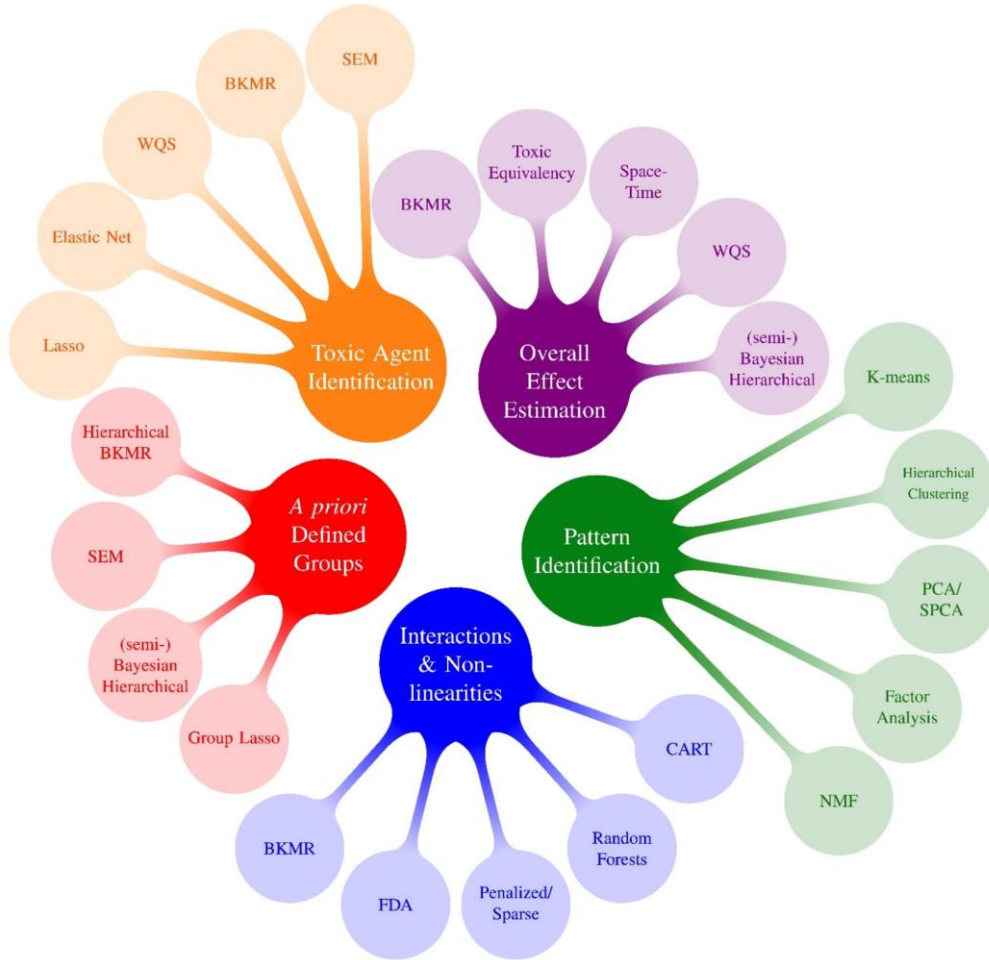 SEM
BKMR
WQS
Elastic Net
Lasso
Toxic Agent
Identification
BKMR
Toxic
Equivalency
Space-
Time
WQS
(semi-)
Bayesian
Hierarchical
Overall
Effect
Estimation
K-means
Hierarchical
Clustering
PCA/
SPCA
Factor
Analysis
NMF
Pattern
Identification
Hierarchical
BKMR
SEM
(semi-)
Bayesian
Hierarchical
Group Lasso
A priori
Defined
Groups
Interactions
& Non-
linearities
BKMR
FDA
Penalized/
Sparse
Random
Forests
CART